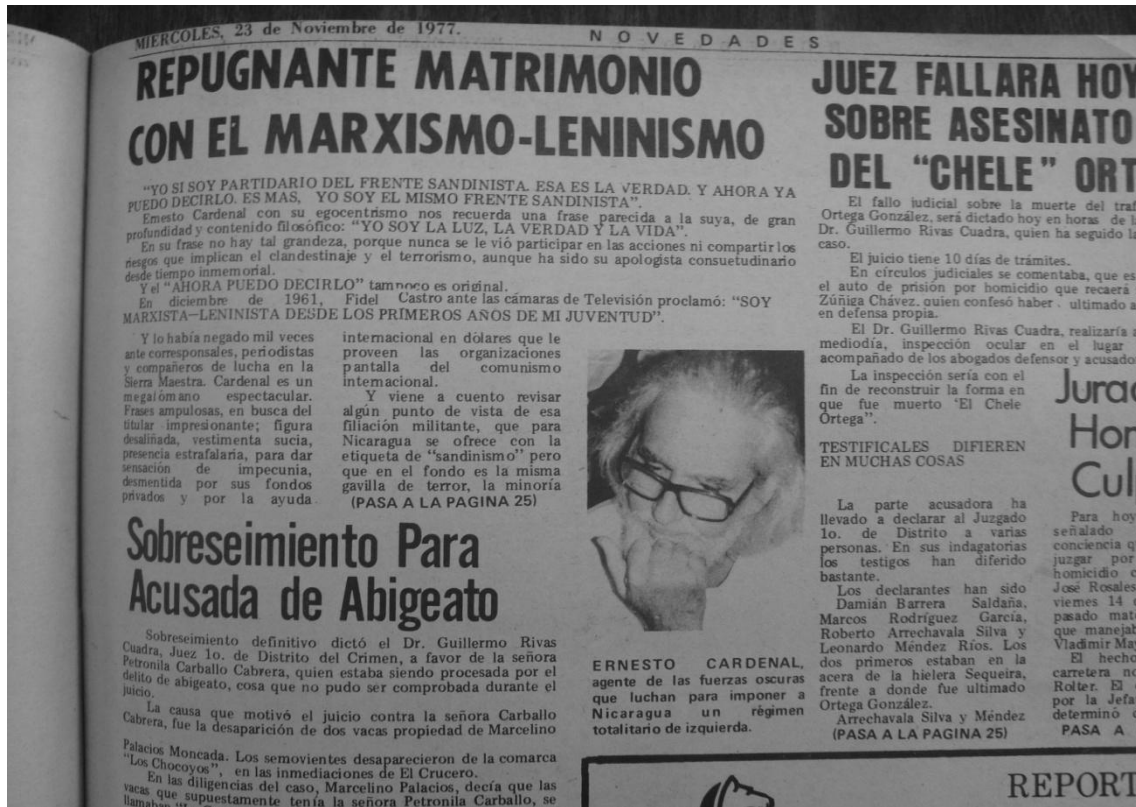 MIERCOLES, 23 de Noviembre de 1977.
NOVEDADES
REPUGNANTE MATRIMONIO
CON EL MARXISMO-LENINISMO
"YO SI SOY PARTIDARIO DEL FRENTE SANDINISTA. ESA ES LA VERDAD. Y AHORA YA
PUEDO DECIRLO. ES MAS, YO SOY EL MISMO FRENTE SANDINISTA".
Ernesto Cardenal con su egocentrismo nos recuerda una frase parecida a la suya, de gran
profundidad y contenido filosófico: "YO SOY LA LUZ, LA VERDAD Y LA VIDA".
En su frase no hay tal grandeza, porque nunca se le vió participar en las acciones ni compartir los
riesgos que implican el clandestinaje y el terrorismo, aunque ha sido su apologista consuetudinario
desde tiempo inmemorial.
Y el "AHORA PUEDO DECIRLO" tampoco es original.
En diciembre de 1961, Fidel Castro ante las cámaras de Televisión proclamó: "SOY
MARXISTA-LENINISTA DESDE LOS PRIMEROS AÑOS DE MI JUVENTUD".
Y lo había negado mil veces
ante corresponsales, periodistas
y compañeros de lucha en la
Sierra Maestra. Cardenal es un
megalómano espectacular.
Frases ampulosas, en busca del
titular impresionante; figura
desaliñada, vestimenta sucia,
presencia estrafalaria, para dar
sensación de impecunia,
desmentida por sus fondos
privados y por la ayuda
internacional en dólares que le
proveen las organizaciones
pantalla del comunismo
internacional.
Y viene a cuento revisar
algún punto de vista de esa
filiación militante, que para
Nicaragua se ofrece con la
etiqueta de "sandinismo" pero
que en el fondo es la misma
gavilla de terror, la minoría
(PASA A LA PAGINA 25)
ERNESTO CARDENAL,
agente de las fuerzas oscuras
que luchan para imponer a
Nicaragua un régimen
totalitario de izquierda.
Sobreseimiento Para
Acusada de Abigeato
Sobreseimiento definitivo dictó el Dr. Guillermo Rivas
Cuadra, Juez 1o. de Distrito del Crimen, a favor de la señora
Petronila Carballo Cabrera, quien estaba siendo procesada por el
delito de abigeato, cosa que no pudo ser comprobada durante el
juicio.
La causa que motivó el juicio contra la señora Carballo
Cabrera, fue la desaparición de dos vacas propiedad de Marcelino
Palacios Moncada. Los semovientes desaparecieron de la comarca
"Los Chocoyos", en las inmediaciones de El Crucero.
En las diligencias del caso, Marcelino Palacios, decía que las
vacas que supuestamente tenía la señora Petronila Carballo, se
JUEZ FALLARA HOY
SOBRE ASESINATO
DEL "CHELE" ORT
El fallo judicial sobre la muerte del traf
Ortega González, será dictado hoy en horas de l
Dr. Guillermo Rivas Cuadra, quien ha seguido l
caso.
El juicio tiene 10 días de trámites.
En círculos judiciales se comentaba, que es
el auto de prisión por homicidio que recaerá
Zúñiga Chávez. quien confesó haber ultimado a
en defensa propia.
El Dr. Guillermo Rivas Cuadra, realizaría
mediodía, inspección ocular en el lugar
acompañado de los abogados defensor y acusado
La inspección sería con el
fin de reconstruir la forma en
que fue muerto 'El Chele
Ortega".
TESTIFICALES DIFIEREN
EN MUCHAS COSAS
La parte acusadora ha
llevado a declarar al Juzgado
1o. de Distrito a varias
personas. En sus indagatorias
los testigos han diferido
bastante.
Los declarantes han sido
Damián Barrera Saldaña,
Marcos Rodríguez García,
Roberto Arrechavala Silva y
Leonardo Méndez Ríos. Los
dos primeros estaban en la
acera de la hielera Sequeira,
frente a donde fue ultimado
Ortega González.
Arrechavala Silva y Méndez
(PASA A LA PAGINA 25)
Jurad
Hor
Cul
Para hoy
señalado
conciencia q
juzgar por
homicidio c
José Rosales
viernes 14
pasado mat
que manejab
Vladimir May
El hecho
carretera no
Rolter. El
por la Jefa
determinó
PASA A
REPORT